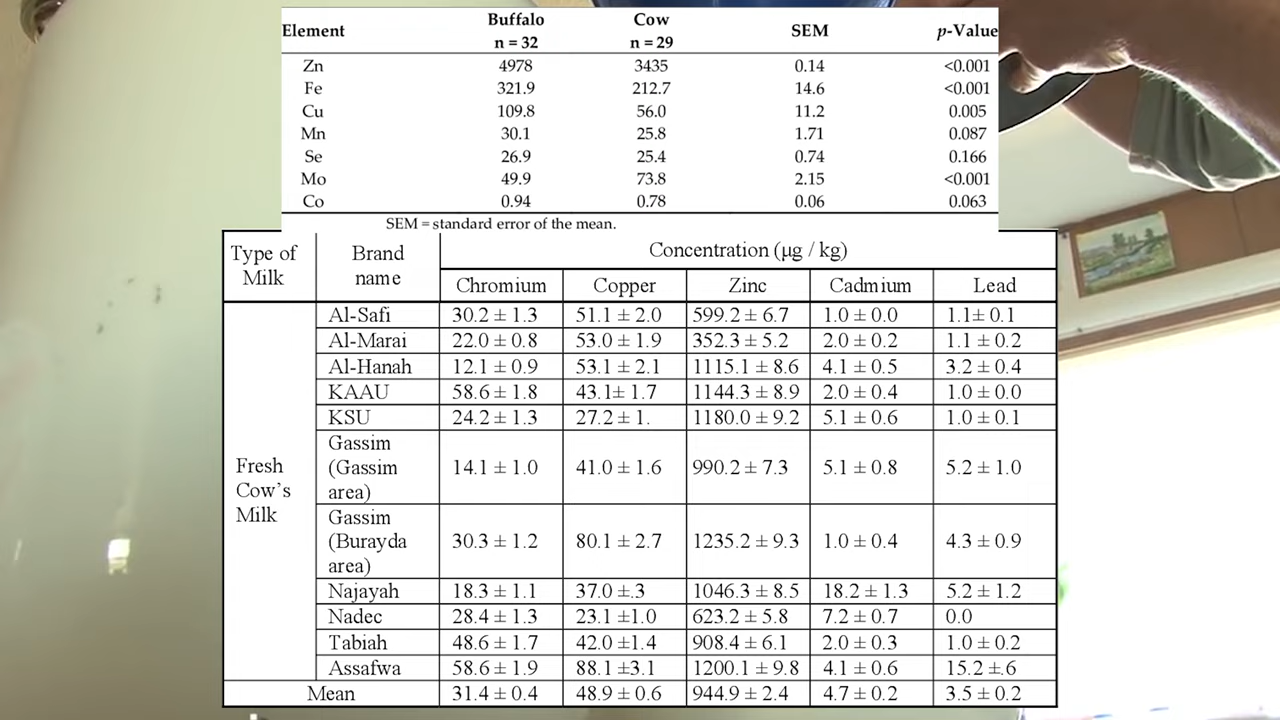 Element Buffalo n = 32 Cow n = 29 SEM p-Value
Zn 4978 3435 0.14 <0.001
Fe 321.9 212.7 14.6 <0.001
Cu 109.8 56.0 11.2 0.005
Mn 30.1 25.8 1.71 0.087
Se 26.9 25.4 0.74 0.166
Mo 49.9 73.8 2.15 <0.001
Co 0.94 0.78 0.06 0.063
SEM = standard error of the mean.
Type of Milk Brand name Concentration (µg / kg)
Chromium Copper Zinc Cadmium Lead
Fresh Cow's Milk
Al-Safi 30.2 ± 1.3 51.1 ± 2.0 599.2 ± 6.7 1.0 ± 0.0 1.1± 0.1
Al-Marai 22.0 ± 0.8 53.0 ± 1.9 352.3 ± 5.2 2.0 ± 0.2 1.1 ± 0.2
Al-Hanah 12.1 ± 0.9 53.1 ± 2.1 1115.1 ± 8.6 4.1 ± 0.5 3.2 ± 0.4
KAAU 58.6 ± 1.8 43.1± 1.7 1144.3 ± 8.9 2.0 ± 0.4 1.0 ± 0.0
KSU 24.2 ± 1.3 27.2 ± 1. 1180.0 ± 9.2 5.1 ± 0.6 1.0 ± 0.1
Gassim (Gassim area) 14.1 ± 1.0 41.0 ± 1.6 990.2 ± 7.3 5.1 ± 0.8 5.2 ± 1.0
Gassim (Burayda area) 30.3 ± 1.2 80.1 ± 2.7 1235.2 ± 9.3 1.0 ± 0.4 4.3 ± 0.9
Najayah 18.3 ± 1.1 37.0 ±.3 1046.3 ± 8.5 18.2 ± 1.3 5.2 ± 1.2
Nadec 28.4 ± 1.3 23.1 ±1.0 623.2 ± 5.8 7.2 ± 0.7 0.0
Tabiah 48.6 ± 1.7 42.0 ±1.4 908.4 ± 6.1 2.0 ± 0.3 1.0 ± 0.2
Assafwa 58.6 ± 1.9 88.1 ±3.1 1200.1 ± 9.8 4.1 ± 0.6 15.2 ±.6
Mean 31.4 ± 0.4 48.9 ± 0.6 944.9 ± 2.4 4.7 ± 0.2 3.5 ± 0.2